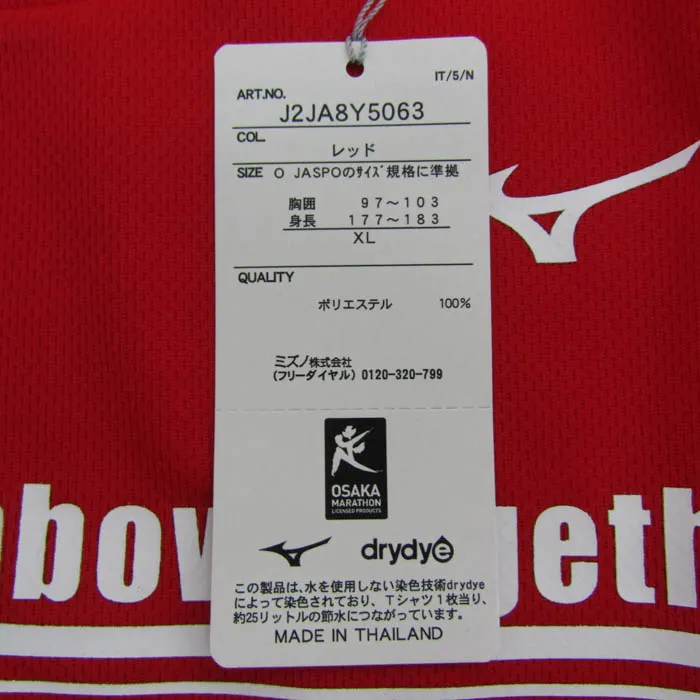 IT/5/N
ART.NO.
J2JA8Y5063
COL.
レッド
SIZE O JASPOのサイズ規格に準拠
胸囲 97～103
身長 177～183
XL
QUALITY
ポリエステル 100%
ミズノ株式会社
(フリーダイヤル) 0120-320-799
OSAKA
MARATHON
LICENSED PRODUCTS
nbow
geth
drydye
この製品は、水を使用しない染色技術drydye
によって染色されており、Tシャツ1枚当り、
約25リットルの節水につながっています。
MADE IN THAILAND